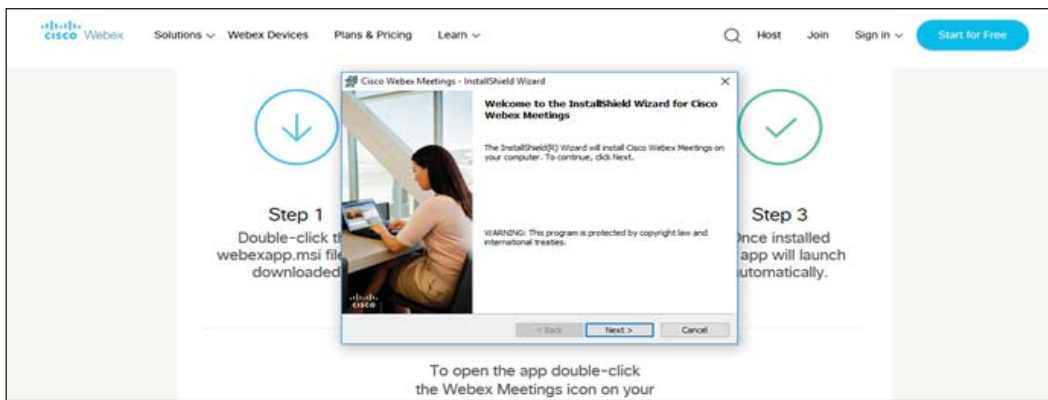 cisco Webex Solutions Webex Devices Plans & Pricing Learn Host Join Sign in Start for Free
Cisco Webex Meetings - InstallShield Wizard
Welcome to the InstallShield Wizard for Cisco
Webex Meetings
The InstallShield(R) Wizard will install Cisco Webex Meetings on
your computer. To continue, click Next.
WARNING: This program is protected by copyright law and
international treaties.
cisco
< Back Next > Cancel
Step 1
Double-click
webexapp.msi
downloaded
Step 3
installed
app will launch
To open the app double-click
the Webex Meetings icon on your